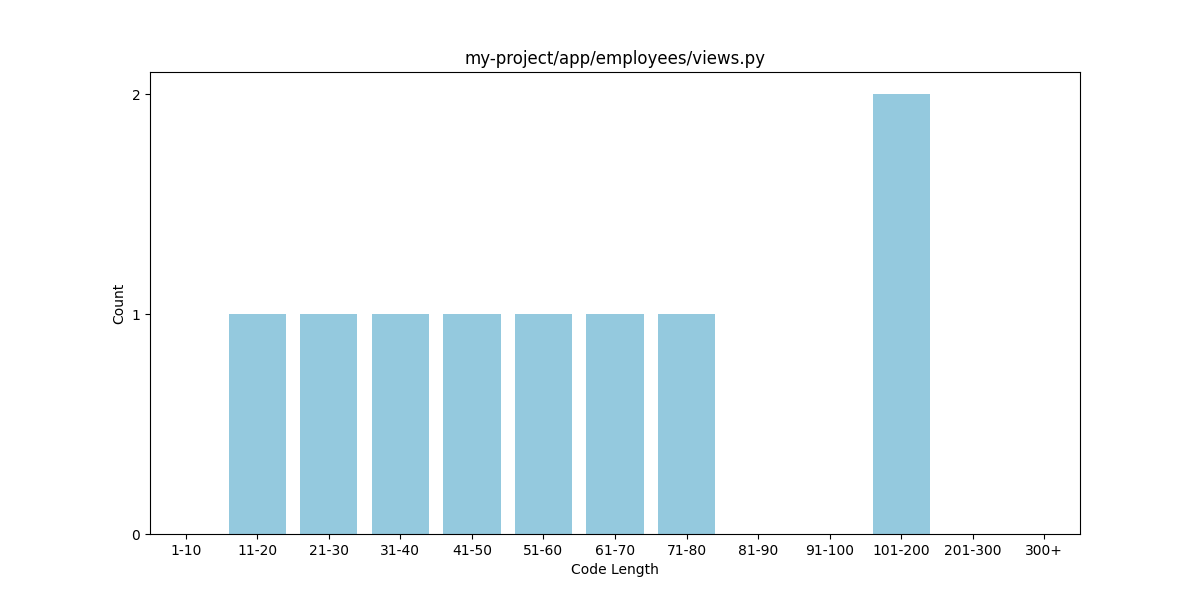 my-project/app/employees/views.py
Count
2
1
0
1-10 11-20 21-30 31-40 41-50 51-60 61-70 71-80 81-90 91-100 101-200 201-300 300+
Code Length